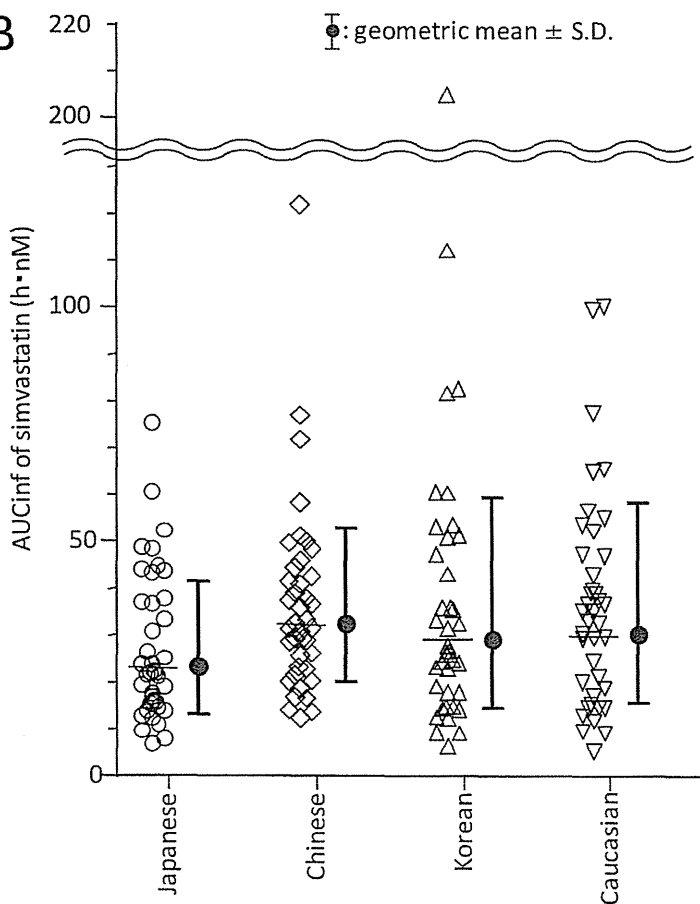 B
: geometric mean ± S.D.
220
200
100
50
0
AUCinf of simvastatin (h·nM)
Japanese
Chinese
Korean
Caucasian